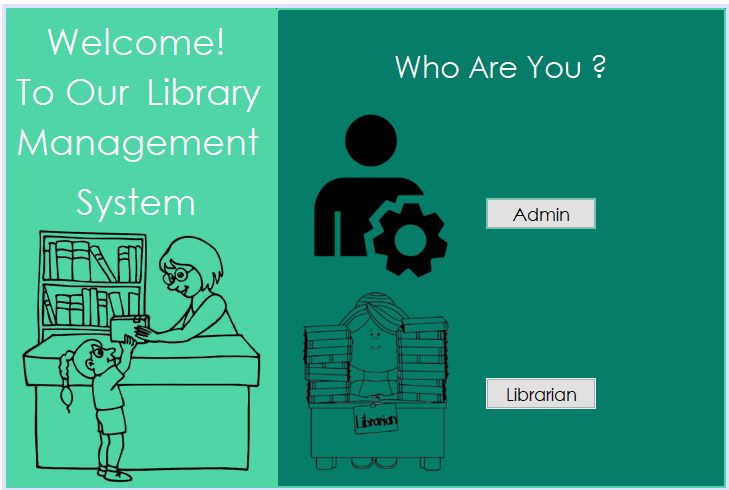 Welcome!
To Our Library
Management
System
Who Are You ?
Admin
Librarian
Librarian